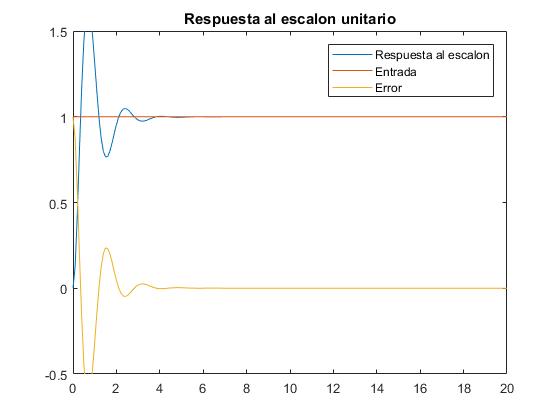 Respuesta al escalon unitario
1.5
Respuesta al escalon
Entrada
Error
1
0.5
0
-0.5
0 2 4 6 8 10 12 14 16 18 20